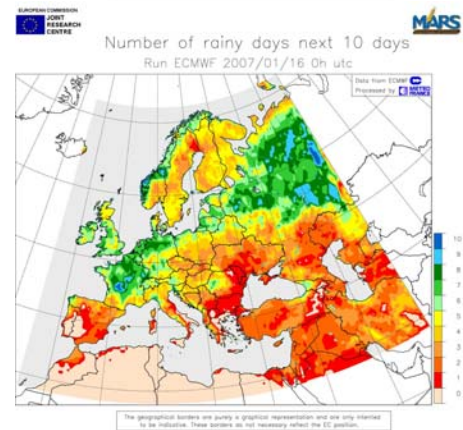 EUROPEAN COMMISSION
JOINT
RESEARCH
CENTRE
MARS
Number of rainy days next 10 days
Run ECMWF 2007/01/16 0h utc
Data from ECMWF
Processed by METEO FRANCE
10
9
8
7
6
5
4
3
2
1
0
The geographical borders are purely a graphical representation and are only intended
to be indicative. These borders do not necessarily reflect the EC position.